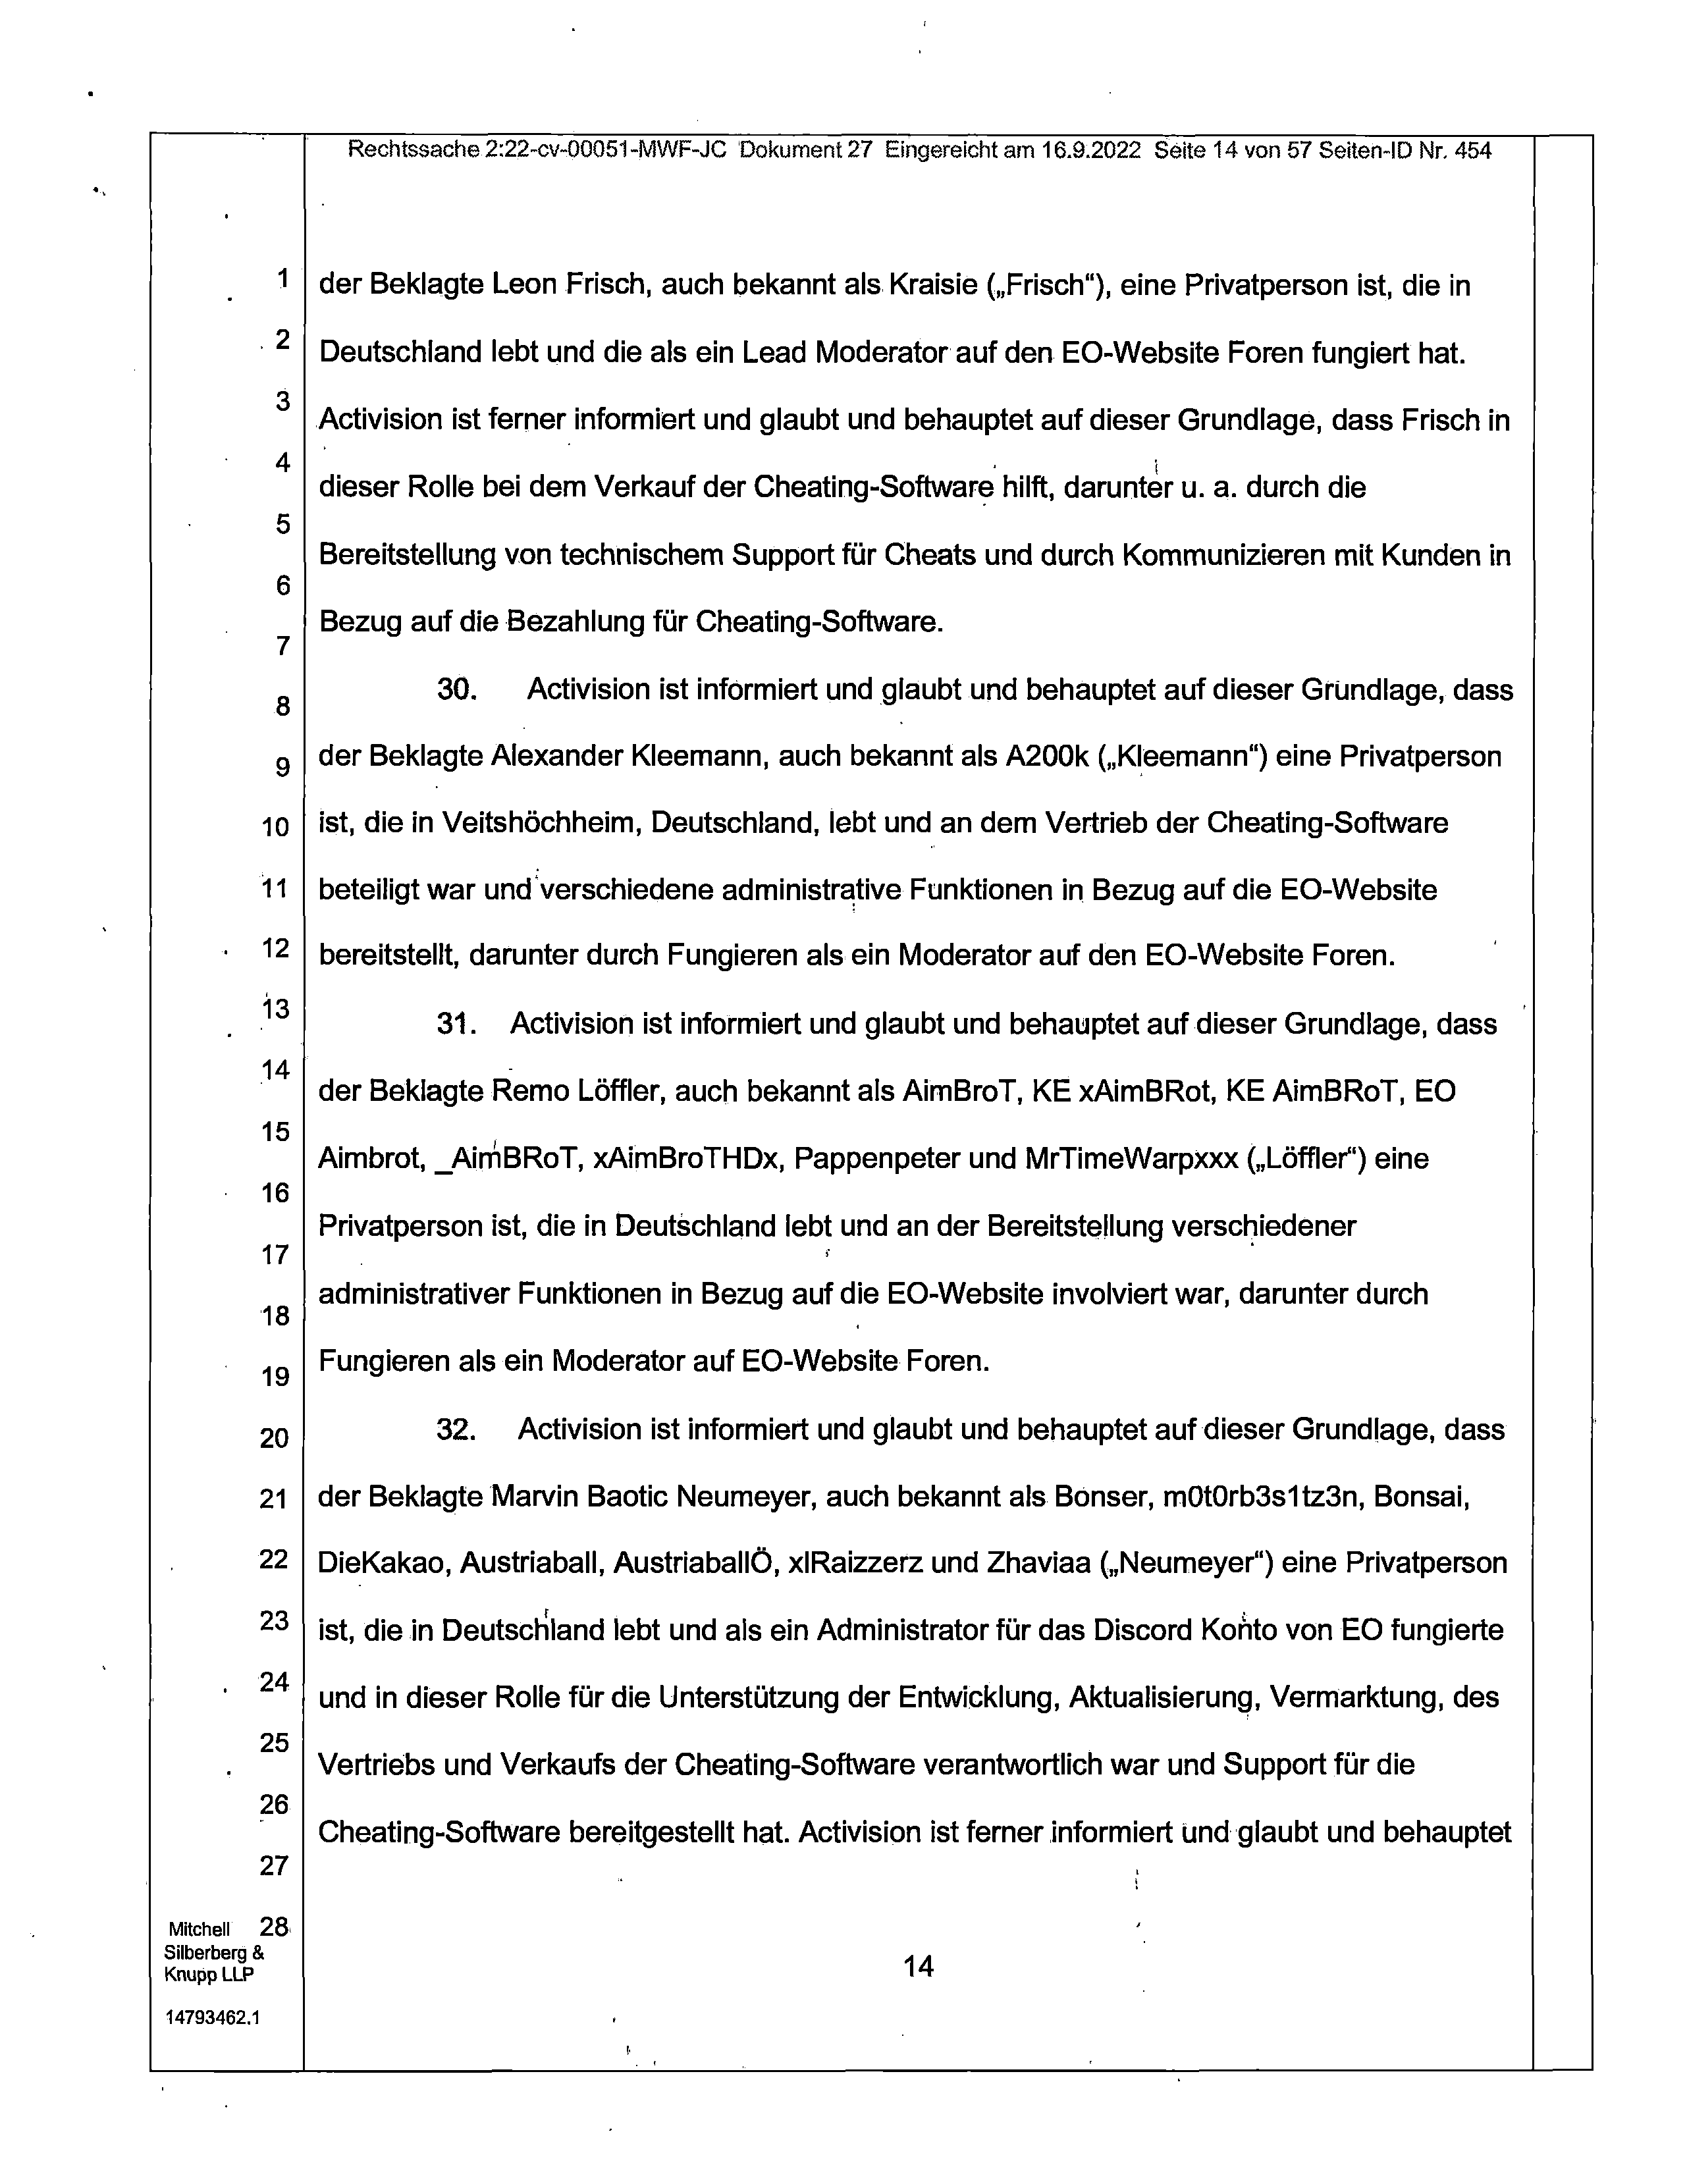 Rechtssache 2:22-cv-00051-MWF-JC Dokument 27 Eingereicht am 16.9.2022 Seite 14 von 57 Seiten-ID Nr. 454
1 der Beklagte Leon Frisch, auch bekannt als Kraisie („Frisch“), eine Privatperson ist, die in
2 Deutschland lebt und die als ein Lead Moderator auf den EO-Website Foren fungiert hat.
3 Activision ist ferner informiert und glaubt und behauptet auf dieser Grundlage, dass Frisch in
4 dieser Rolle bei dem Verkauf der Cheating-Software hilft, darunter u. a. durch die
5 Bereitstellung von technischem Support für Cheats und durch Kommunizieren mit Kunden in
6 Bezug auf die Bezahlung für Cheating-Software.
7
8 30. Activision ist informiert und glaubt und behauptet auf dieser Grundlage, dass
9 der Beklagte Alexander Kleemann, auch bekannt als A200k („Kleemann“) eine Privatperson
10 ist, die in Veitshöchheim, Deutschland, lebt und an dem Vertrieb der Cheating-Software
11 beteiligt war und verschiedene administrative Funktionen in Bezug auf die EO-Website
12 bereitstellt, darunter durch Fungieren als ein Moderator auf den EO-Website Foren.
13 31. Activision ist informiert und glaubt und behauptet auf dieser Grundlage, dass
14 der Beklagte Remo Löffler, auch bekannt als AimBroT, KE xAimBRot, KE AimBRoT, EO
15 Aimbrot, _AimBRoT, xAimBroTHDx, Pappenpeter und MrTimeWarpxxx („Löffler“) eine
16 Privatperson ist, die in Deutschland lebt und an der Bereitstellung verschiedener
17
18 administrativer Funktionen in Bezug auf die EO-Website involviert war, darunter durch
19 Fungieren als ein Moderator auf EO-Website Foren.
20 32. Activision ist informiert und glaubt und behauptet auf dieser Grundlage, dass
21 der Beklagte Marvin Baotic Neumeyer, auch bekannt als Bonser, m0t0rb3s1tz3n, Bonsai,
22 DieKakao, Austriaball, AustriaballÖ, xlRaizzerz und Zhaviaa („Neumeyer“) eine Privatperson
23 ist, die in Deutschland lebt und als ein Administrator für das Discord Konto von EO fungierte
24 und in dieser Rolle für die Unterstützung der Entwicklung, Aktualisierung, Vermarktung, des
25 Vertriebs und Verkaufs der Cheating-Software verantwortlich war und Support für die
26 Cheating-Software bereitgestellt hat. Activision ist ferner informiert und glaubt und behauptet
27
28
Mitchell
Silberberg &
Knupp LLP
14
14793462.1